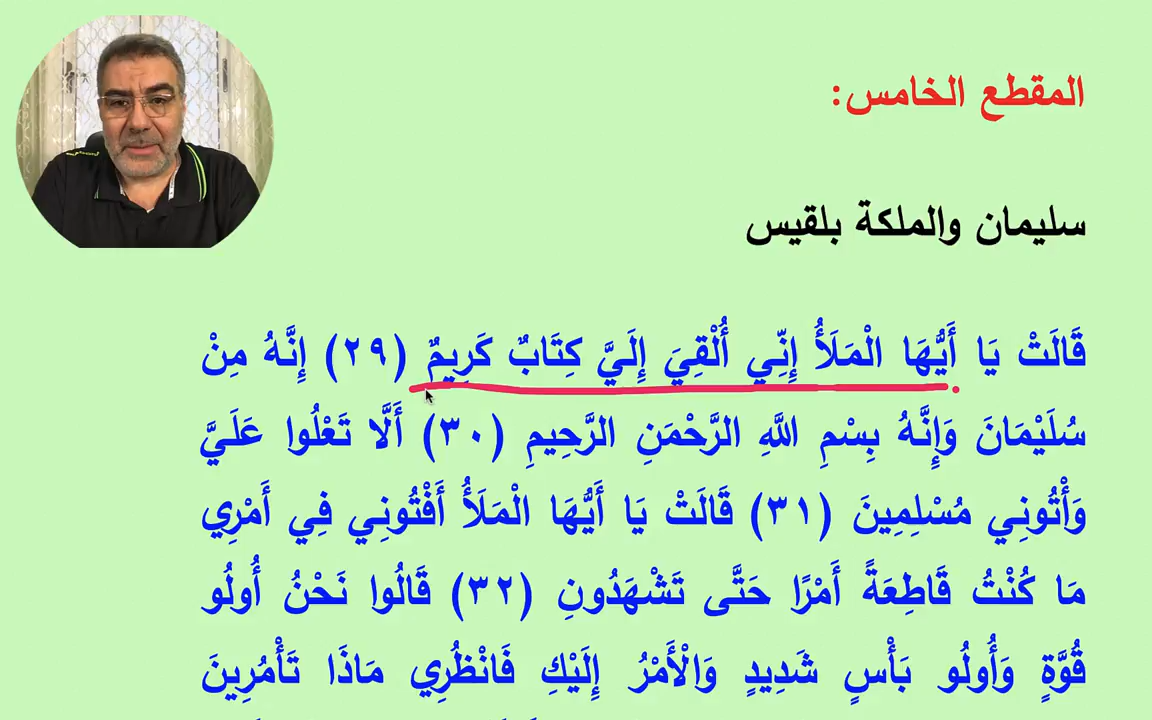 المقطع الخامس:
سليمان والملكة بلقيس
قَالَتْ يَا أَيُّهَا الْمَلَأُ إِنِّي أُلْقِيَ إِلَيَّ كِتَابٌ كَرِيمٌ (٢٩) إِنَّهُ مِنْ
سُلَيْمَانَ وَإِنَّهُ بِسْمِ اللَّهِ الرَّحْمَنِ الرَّحِيمِ (٣٠) أَلَّا تَعْلُوا عَلَيَّ
وَأْتُونِي مُسْلِمِينَ (٣١) قَالَتْ يَا أَيُّهَا الْمَلَأُ أَفْتُونِي فِي أَمْرِي
مَا كُنْتُ قَاطِعَةً أَمْرًا حَتَّى تَشْهَدُونِ (٣٢) قَالُوا نَحْنُ أُولُو
قُوَّةٍ وَأُولُو بَأْسٍ شَدِيدٍ وَالْأَمْرُ إِلَيْكِ فَانْظُرِي مَاذَا تَأْمُرِينَ